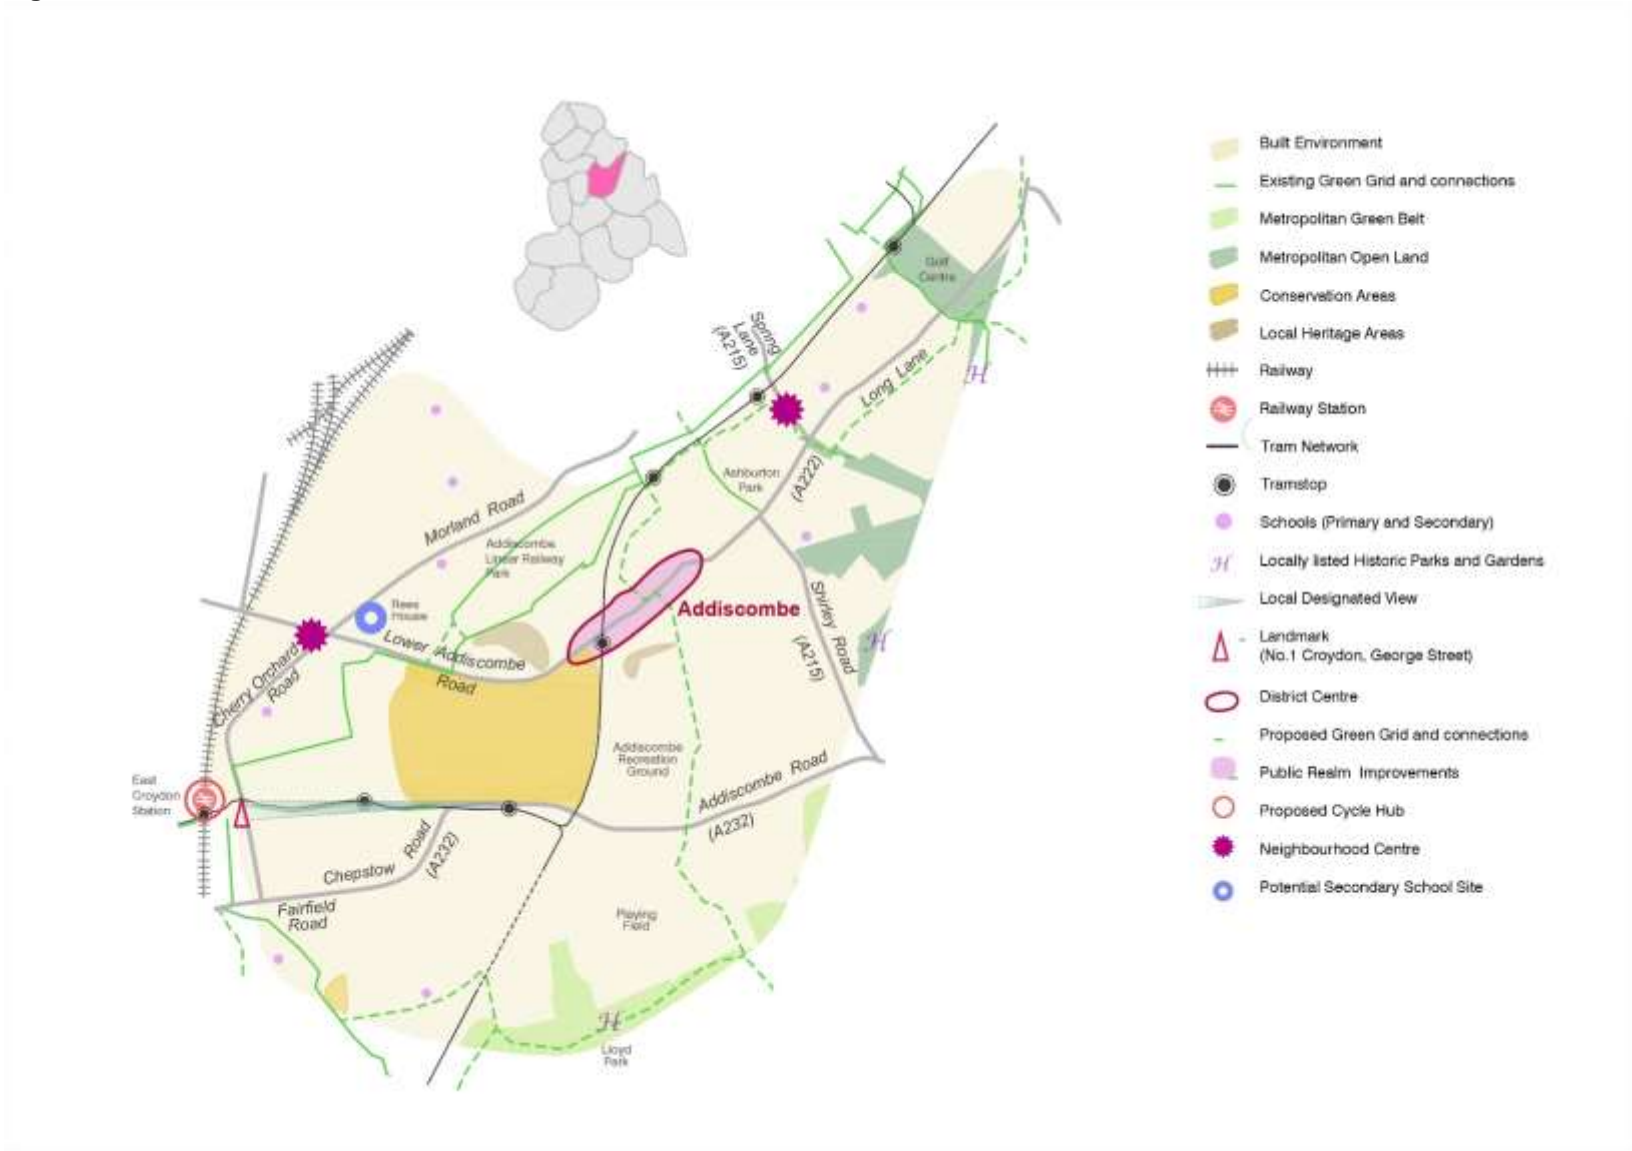 Spring
Lane
(A215)
Golf
Centre
Long Lane
(A222)
Ashburton
Park
Morland Road
Addiscombe
Linear Railway
Park
Rees
House
Lower Addiscombe
Road
Addiscombe
Cherry Orchard
Road
Shirley Road
(A215)
Addiscombe
Recreation
Ground
Addiscombe Road
(A232)
East
Croydon
Station
Chepstow Road
(A232)
Fairfield
Road
Playing
Field
Lloyd
Park
H
H
H
Built Environment
Existing Green Grid and connections
Metropolitan Green Belt
Metropolitan Open Land
Conservation Areas
Local Heritage Areas
Railway
Railway Station
Tram Network
Tramstop
Schools (Primary and Secondary)
H Locally listed Historic Parks and Gardens
Local Designated View
Landmark
(No.1 Croydon, George Street)
District Centre
Proposed Green Grid and connections
Public Realm Improvements
Proposed Cycle Hub
Neighbourhood Centre
Potential Secondary School Site